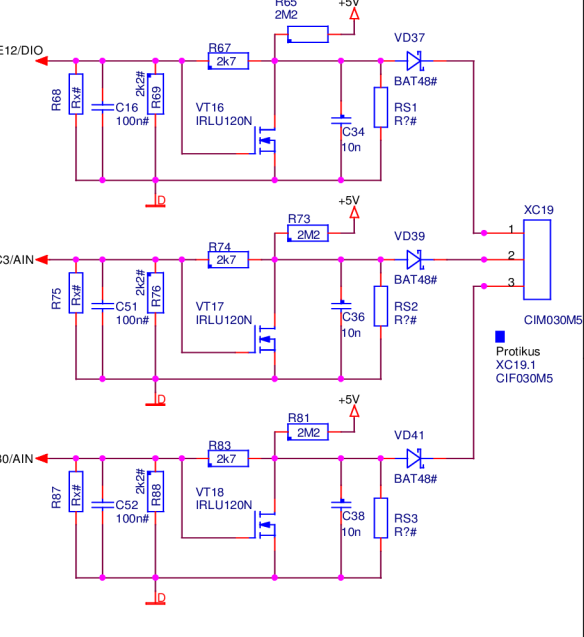 R65
+5V
2M2
E12/DIO
R67
2k7
VD37
BAT48#
R68
Rx#
C16
100n#
2k2#
R69
VT16
IRLU120N
C34
10n
RS1
R?#
D
XC19
1
2
3
CIM030M5
Protikus
XC19.1
CIF030M5
+5V
R73
2M2
C3/AIN
R74
2k7
VD39
BAT48#
R75
Rx#
C51
100n#
2k2#
R76
VT17
IRLU120N
C36
10n
RS2
R?#
D
+5V
R81
2M2
30/AIN
R83
2k7
VD41
BAT48#
R87
Rx#
C52
100n#
2k2#
R88
VT18
IRLU120N
C38
10n
RS3
R?#
D